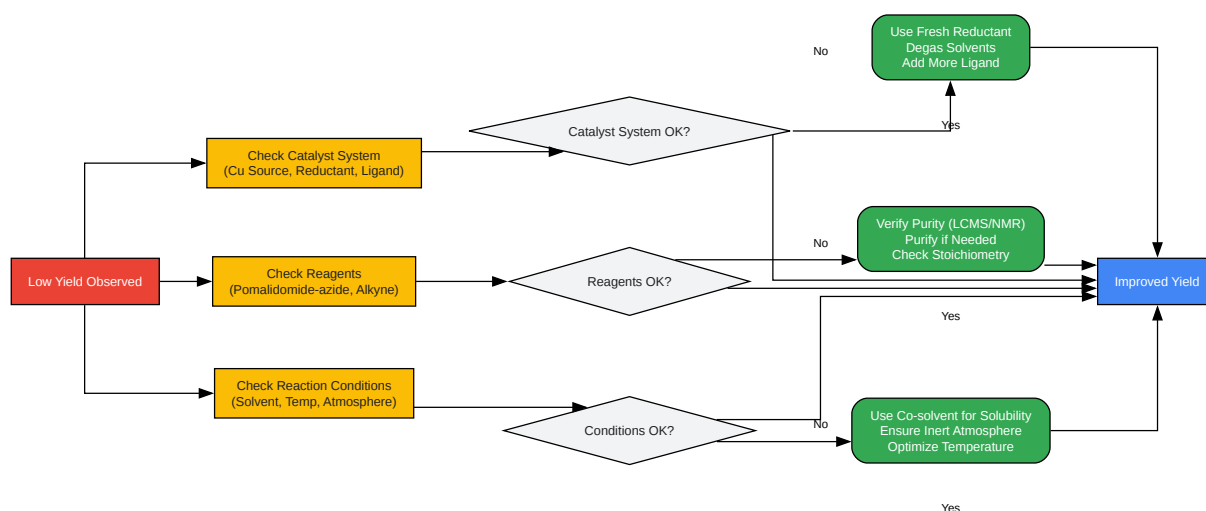 Use Fresh Reductant
Degas Solvents
Add More Ligand
No
Yes
Catalyst System OK?
Check Catalyst System
(Cu Source, Reductant, Ligand)
Verify Purity (LCMS/NMR)
Purify if Needed
Check Stoichiometry
No
Low Yield Observed
Check Reagents
(Pomalidomide-azide, Alkyne)
Reagents OK?
Improved Yield
Yes
Check Reaction Conditions
(Solvent, Temp, Atmosphere)
Conditions OK?
No
Use Co-solvent for Solubility
Ensure Inert Atmosphere
Optimize Temperature
Yes